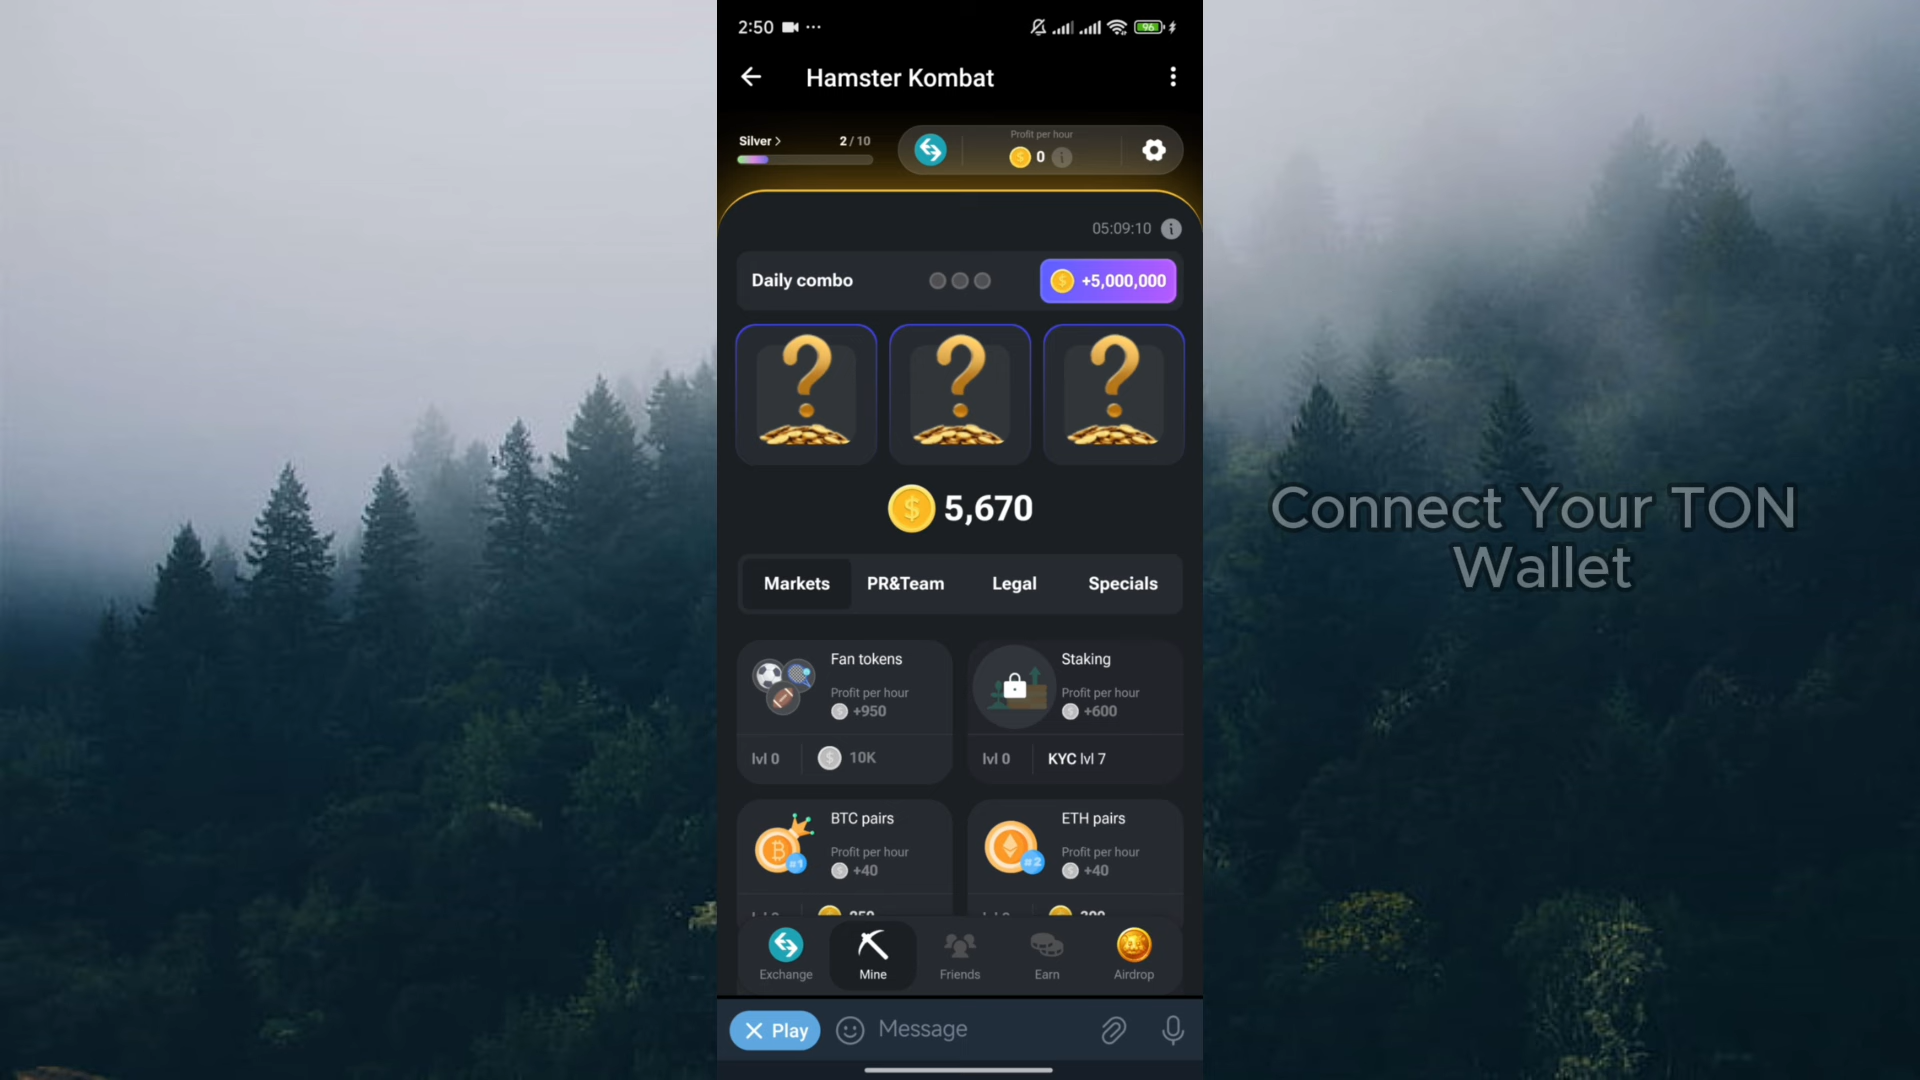 2:50
96
Hamster Kombat
Silver >
2 / 10
Profit per hour
0
05:09:10
Daily combo
+5,000,000
5,670
Markets
PR&Team
Legal
Specials
Fan tokens
Profit per hour
+950
lvl 0
10K
Staking
Profit per hour
+600
lvl 0
KYC lvl 7
BTC pairs
#1
Profit per hour
+40
ETH pairs
#2
Profit per hour
+40
Exchange
Mine
Friends
Earn
Airdrop
Play
Message
Connect Your TON
Wallet